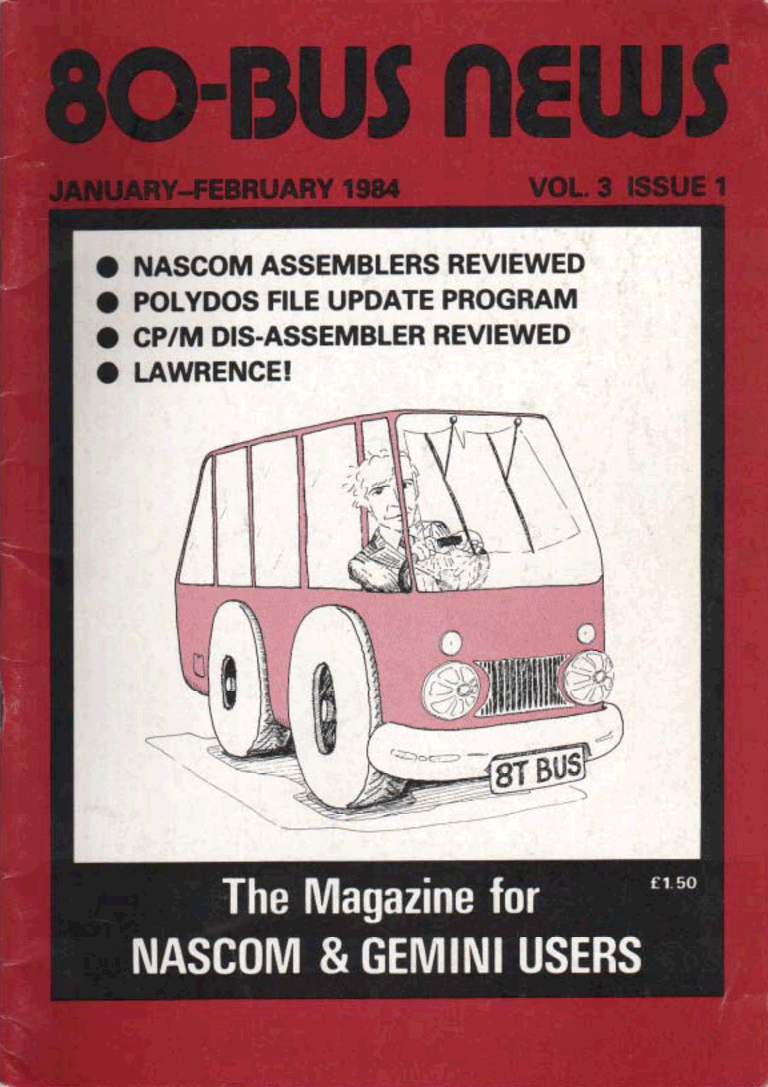 80-BUS NEWS
JANUARY–FEBRUARY 1984 VOL. 3 ISSUE 1
● NASCOM ASSEMBLERS REVIEWED
● POLYDOS FILE UPDATE PROGRAM
● CP/M DIS-ASSEMBLER REVIEWED
● LAWRENCE!
8T BUS
The Magazine for
£1.50
NASCOM & GEMINI USERS